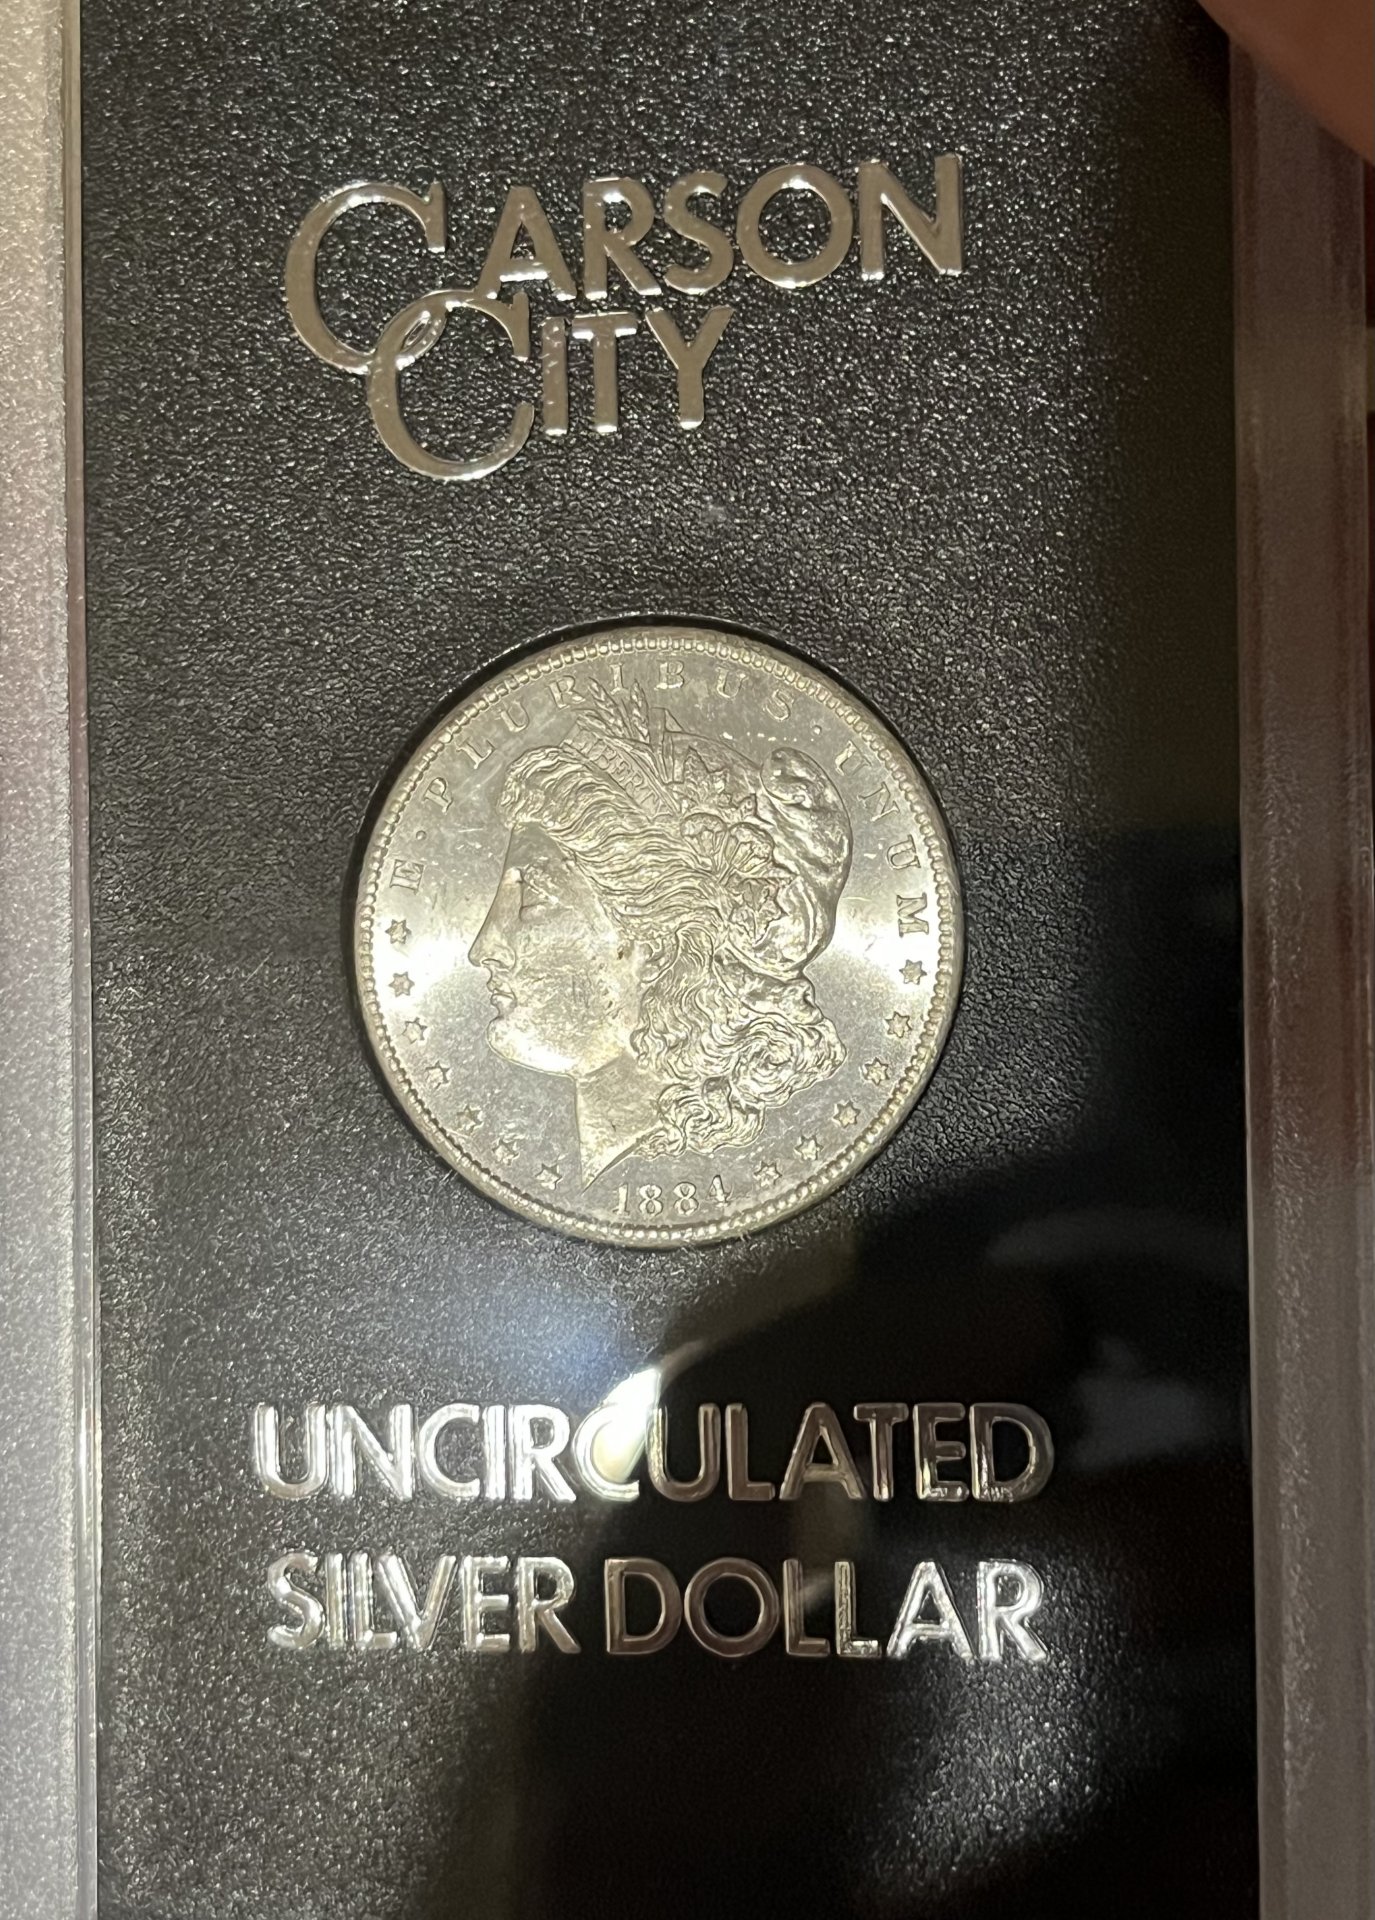 CARSON
CITY
E · PLURIBUS · UNUM
LIBERTY
1884
UNCIRCULATED
SILVER DOLLAR